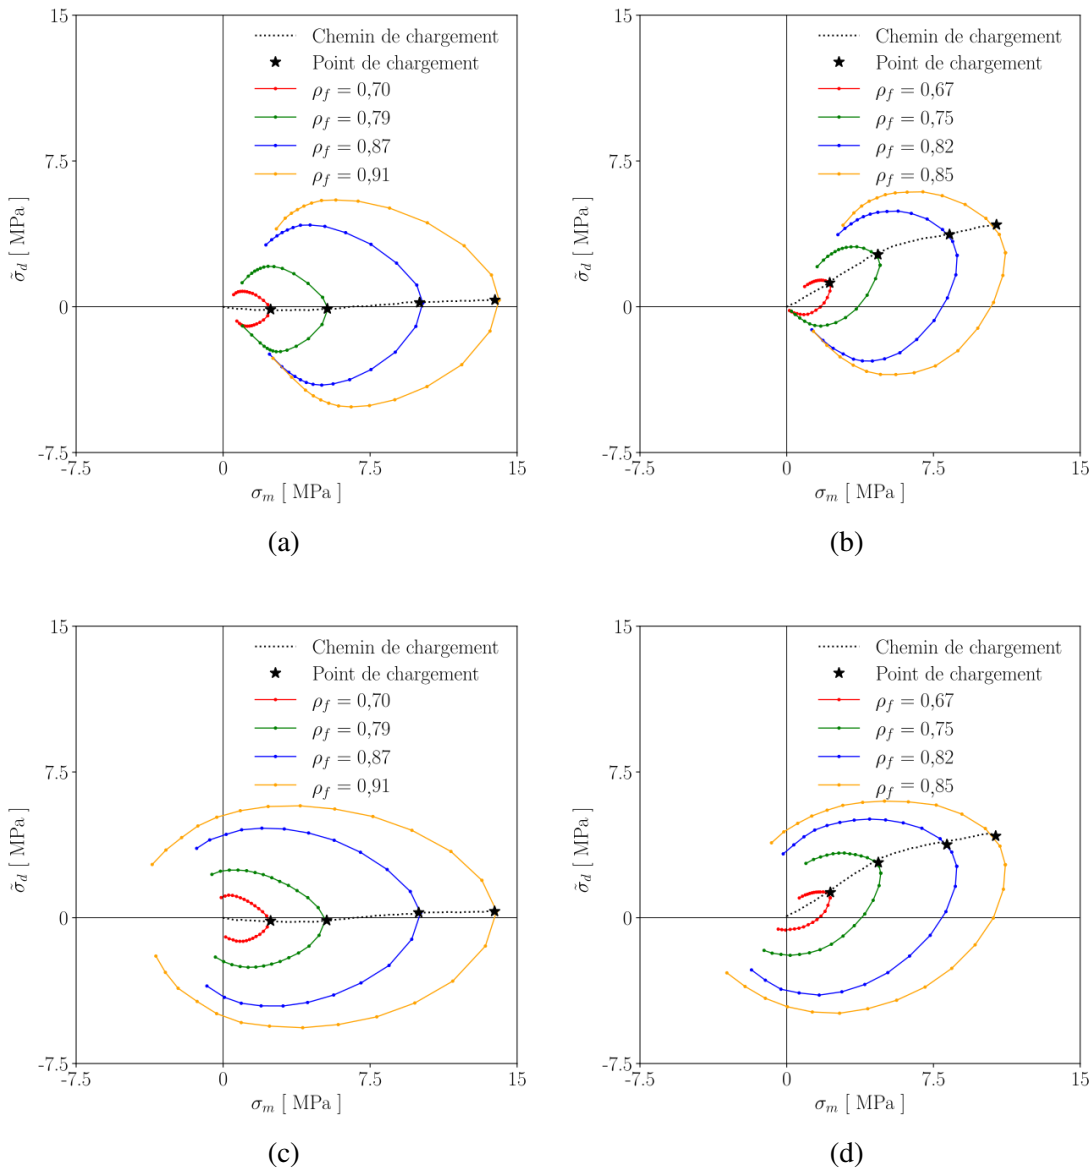 15
7.5
0
-7.5
σ̃_d [ MPa ]
-7.5 0 7.5 15
σ_m [ MPa ]
Chemin de chargement
Point de chargement
ρ_f = 0,70
ρ_f = 0,79
ρ_f = 0,87
ρ_f = 0,91
(a)
15
7.5
0
-7.5
σ̃_d [ MPa ]
-7.5 0 7.5 15
σ_m [ MPa ]
Chemin de chargement
Point de chargement
ρ_f = 0,67
ρ_f = 0,75
ρ_f = 0,82
ρ_f = 0,85
(b)
15
7.5
0
-7.5
σ̃_d [ MPa ]
-7.5 0 7.5 15
σ_m [ MPa ]
Chemin de chargement
Point de chargement
ρ_f = 0,70
ρ_f = 0,79
ρ_f = 0,87
ρ_f = 0,91
(c)
15
7.5
0
-7.5
σ̃_d [ MPa ]
-7.5 0 7.5 15
σ_m [ MPa ]
Chemin de chargement
Point de chargement
ρ_f = 0,67
ρ_f = 0,75
ρ_f = 0,82
ρ_f = 0,85
(d)